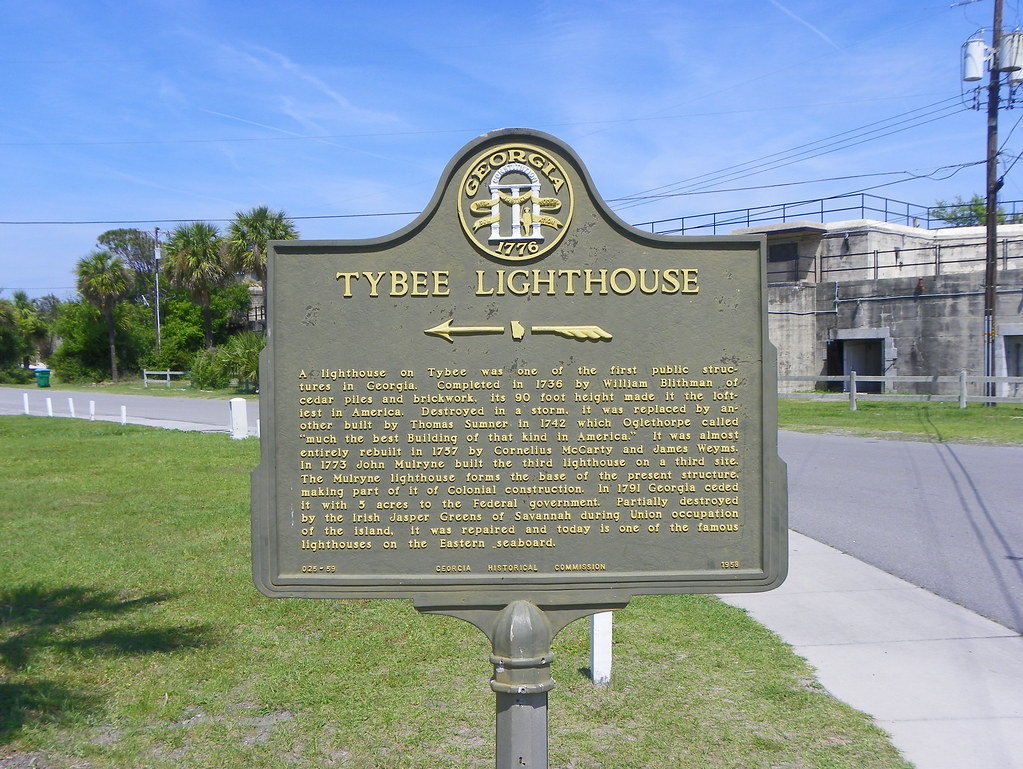 GEORGIA
1776
TYBEE LIGHTHOUSE
A lighthouse on Tybee was one of the first public struc-
tures in Georgia. Completed in 1736 by William Blithman of
cedar piles and brickwork, its 90 foot height made it the loft-
iest in America. Destroyed in a storm, it was replaced by an-
other built by Thomas Sumner in 1742 which Oglethorpe called
"much the best Building of that kind in America." It was almost
entirely rebuilt in 1757 by Cornelius McCarty and James Weyms.
In 1773 John Mulryne built the third lighthouse on a third site.
The Mulryne lighthouse forms the base of the present structure,
making part of it of Colonial construction. In 1791 Georgia ceded
it with 5 acres to the Federal government. Partially destroyed
by the Irish Jasper Greens of Savannah during Union occupation
of the island, it was repaired and today is one of the famous
lighthouses on the Eastern seaboard.
025-59 GEORGIA HISTORICAL COMMISSION 1958